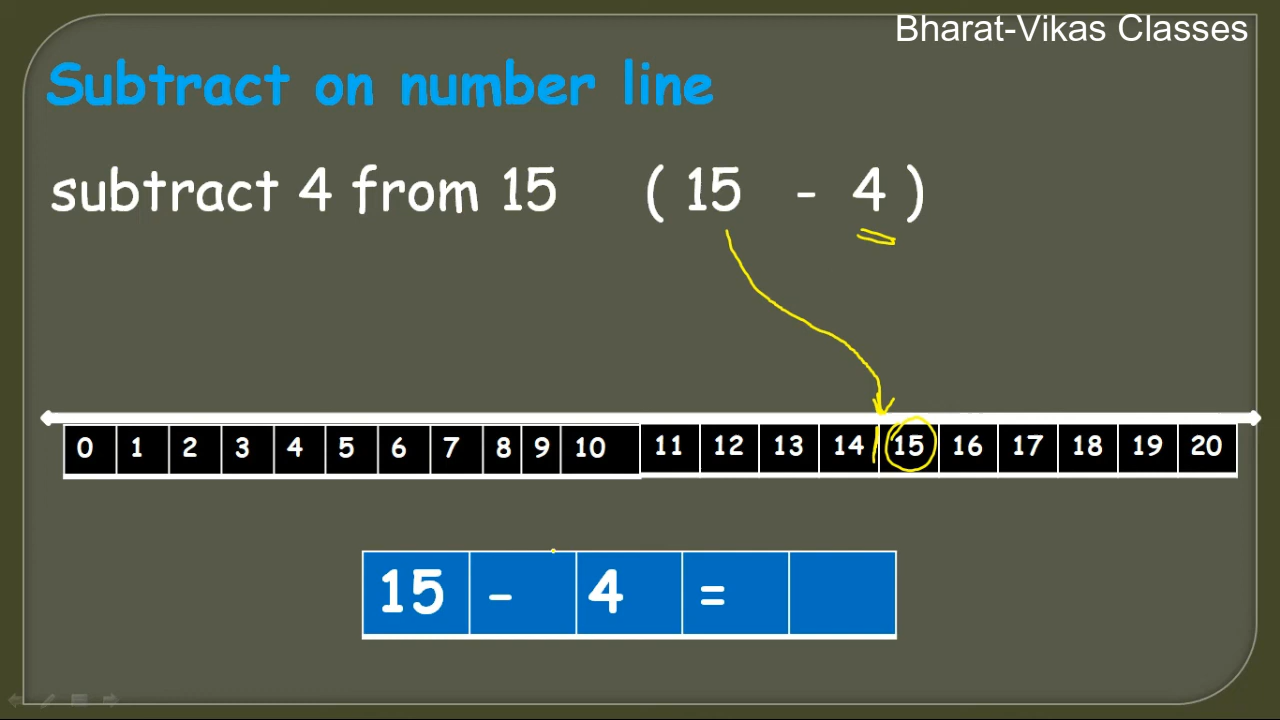 Bharat-Vikas Classes
Subtract on number line
subtract 4 from 15 ( 15 - 4 )
0 1 2 3 4 5 6 7 8 9 10 11 12 13 14 15 16 17 18 19 20
15 - 4 =